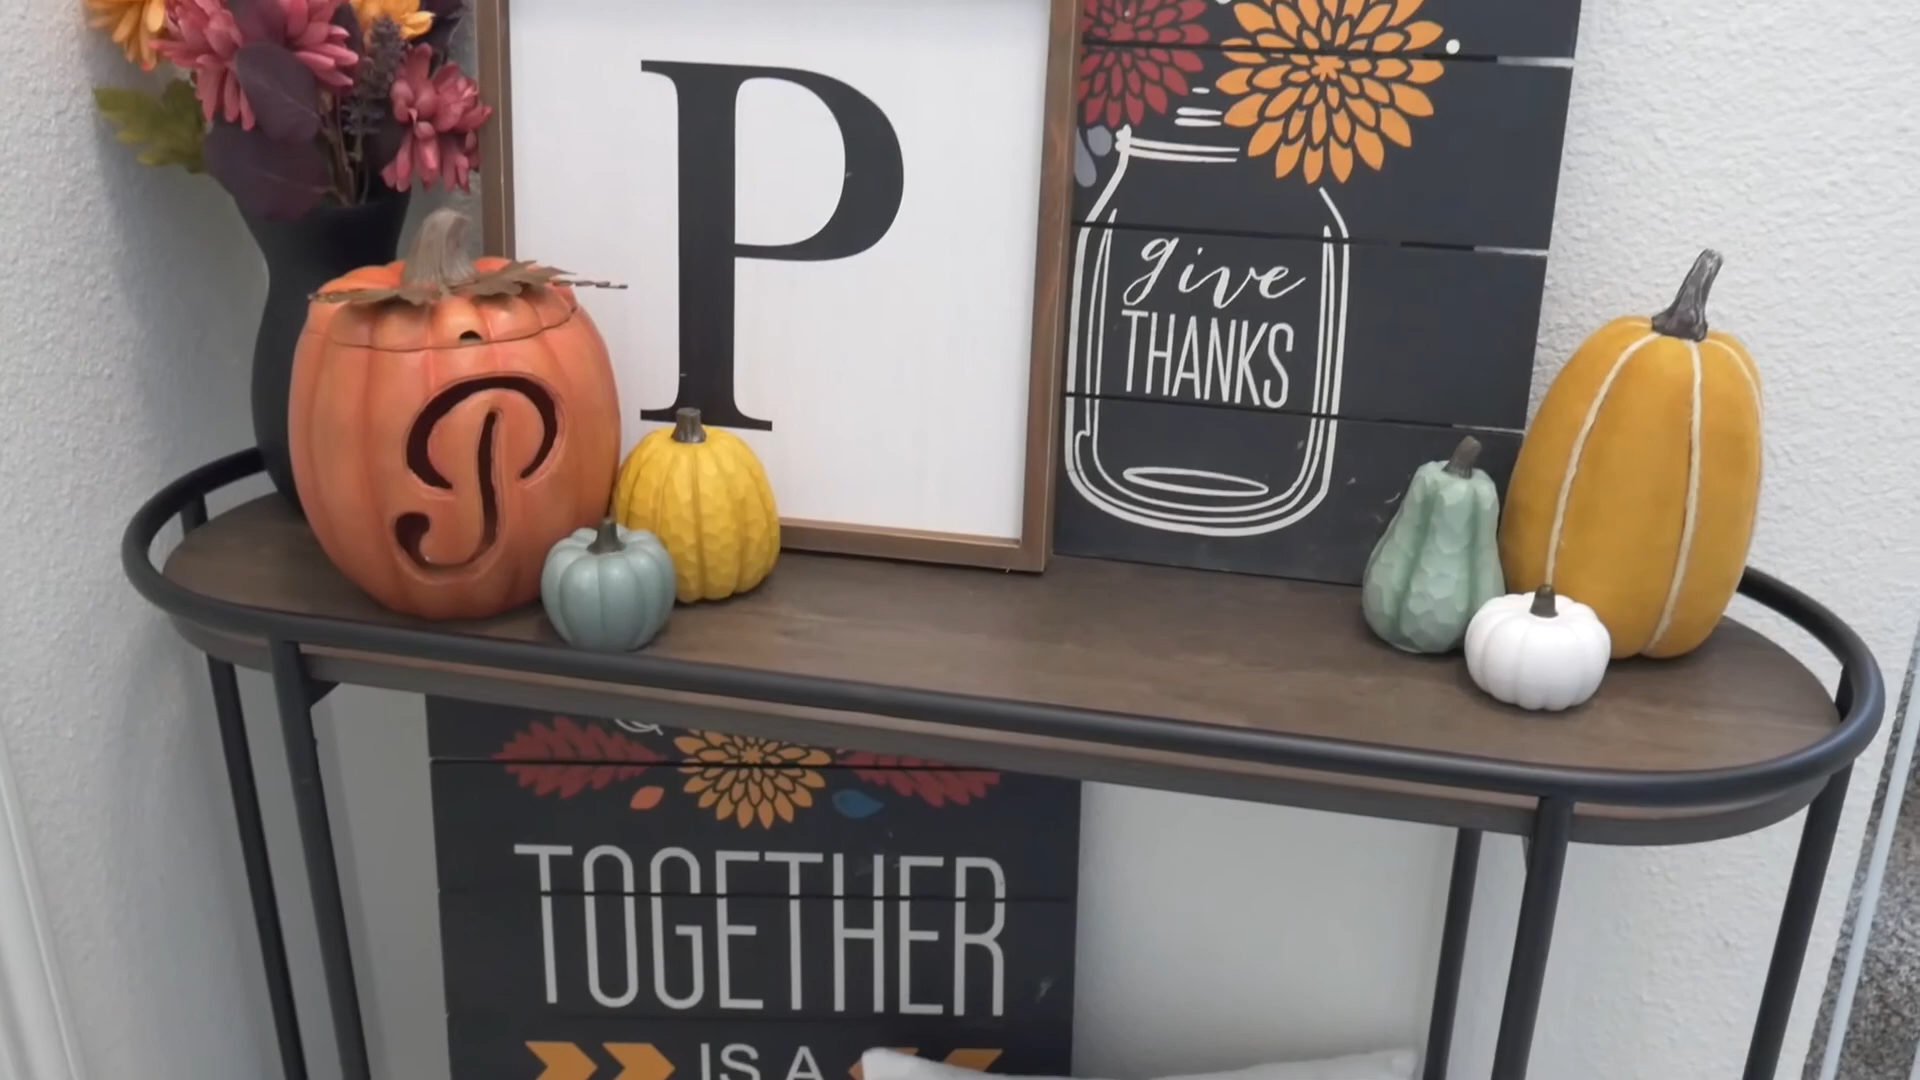 P
give
THANKS
P
&
TOGETHER
IS A